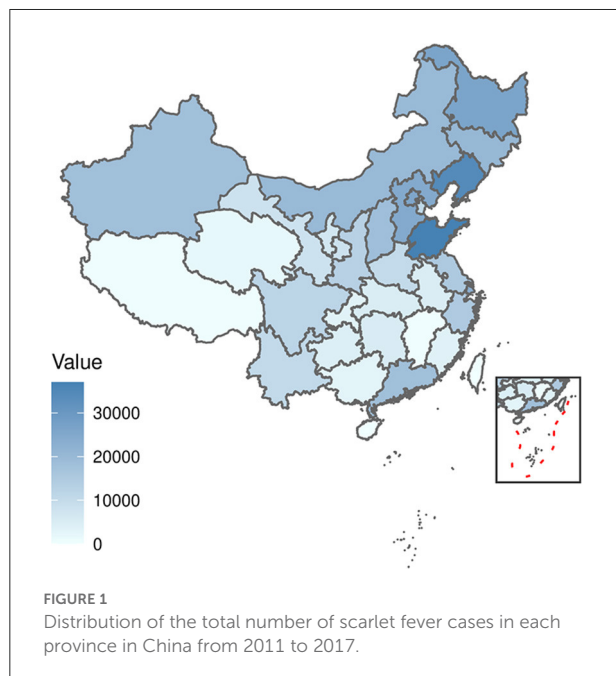 Value
30000
20000
10000
0
FIGURE 1
Distribution of the total number of scarlet fever cases in each
province in China from 2011 to 2017.